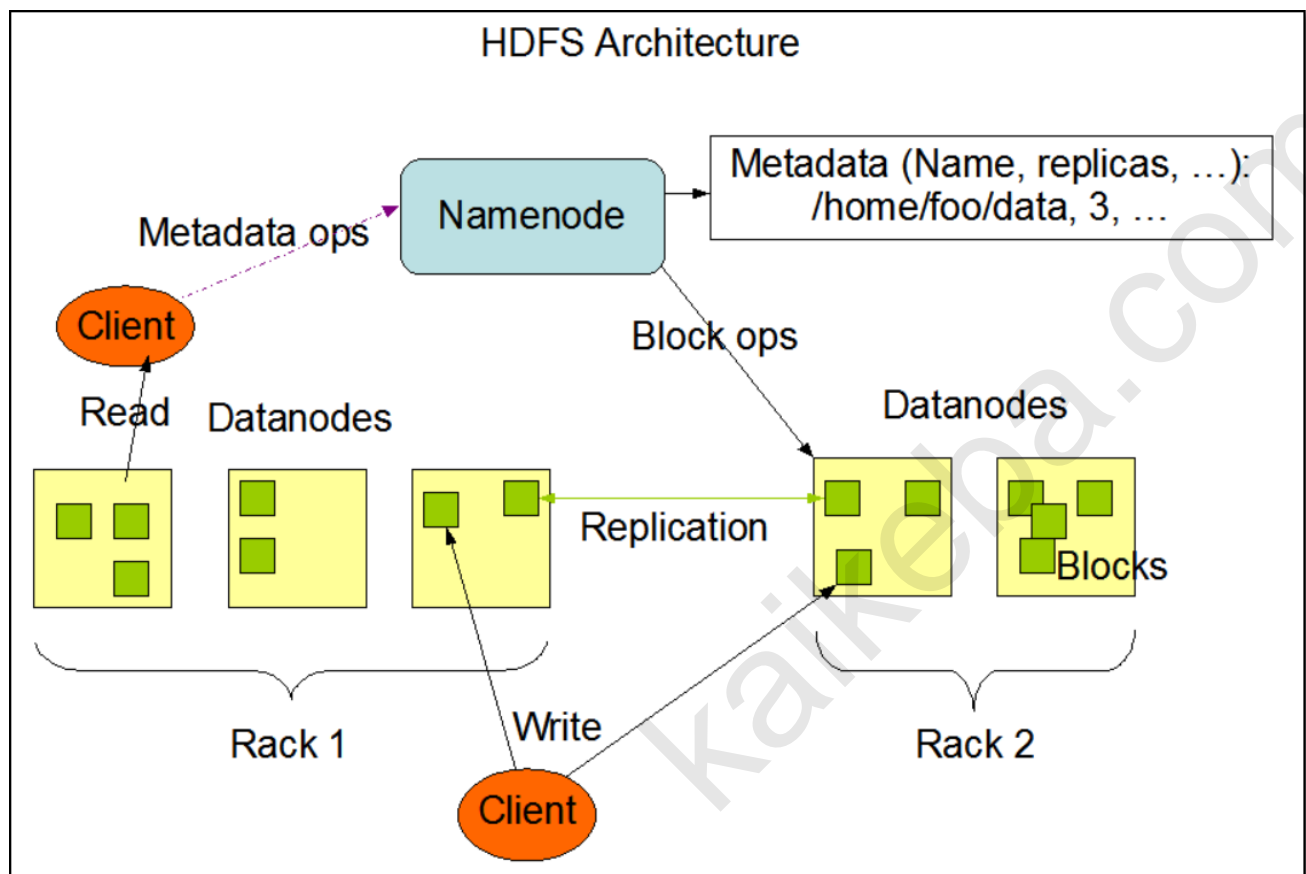 HDFS Architecture
Metadata (Name, replicas, …):
/home/foo/data, 3, …
Namenode
Metadata ops
Client
Block ops
Read
Datanodes
Datanodes
Replication
Blocks
Rack 1
Write
Rack 2
Client
kaikeba.com